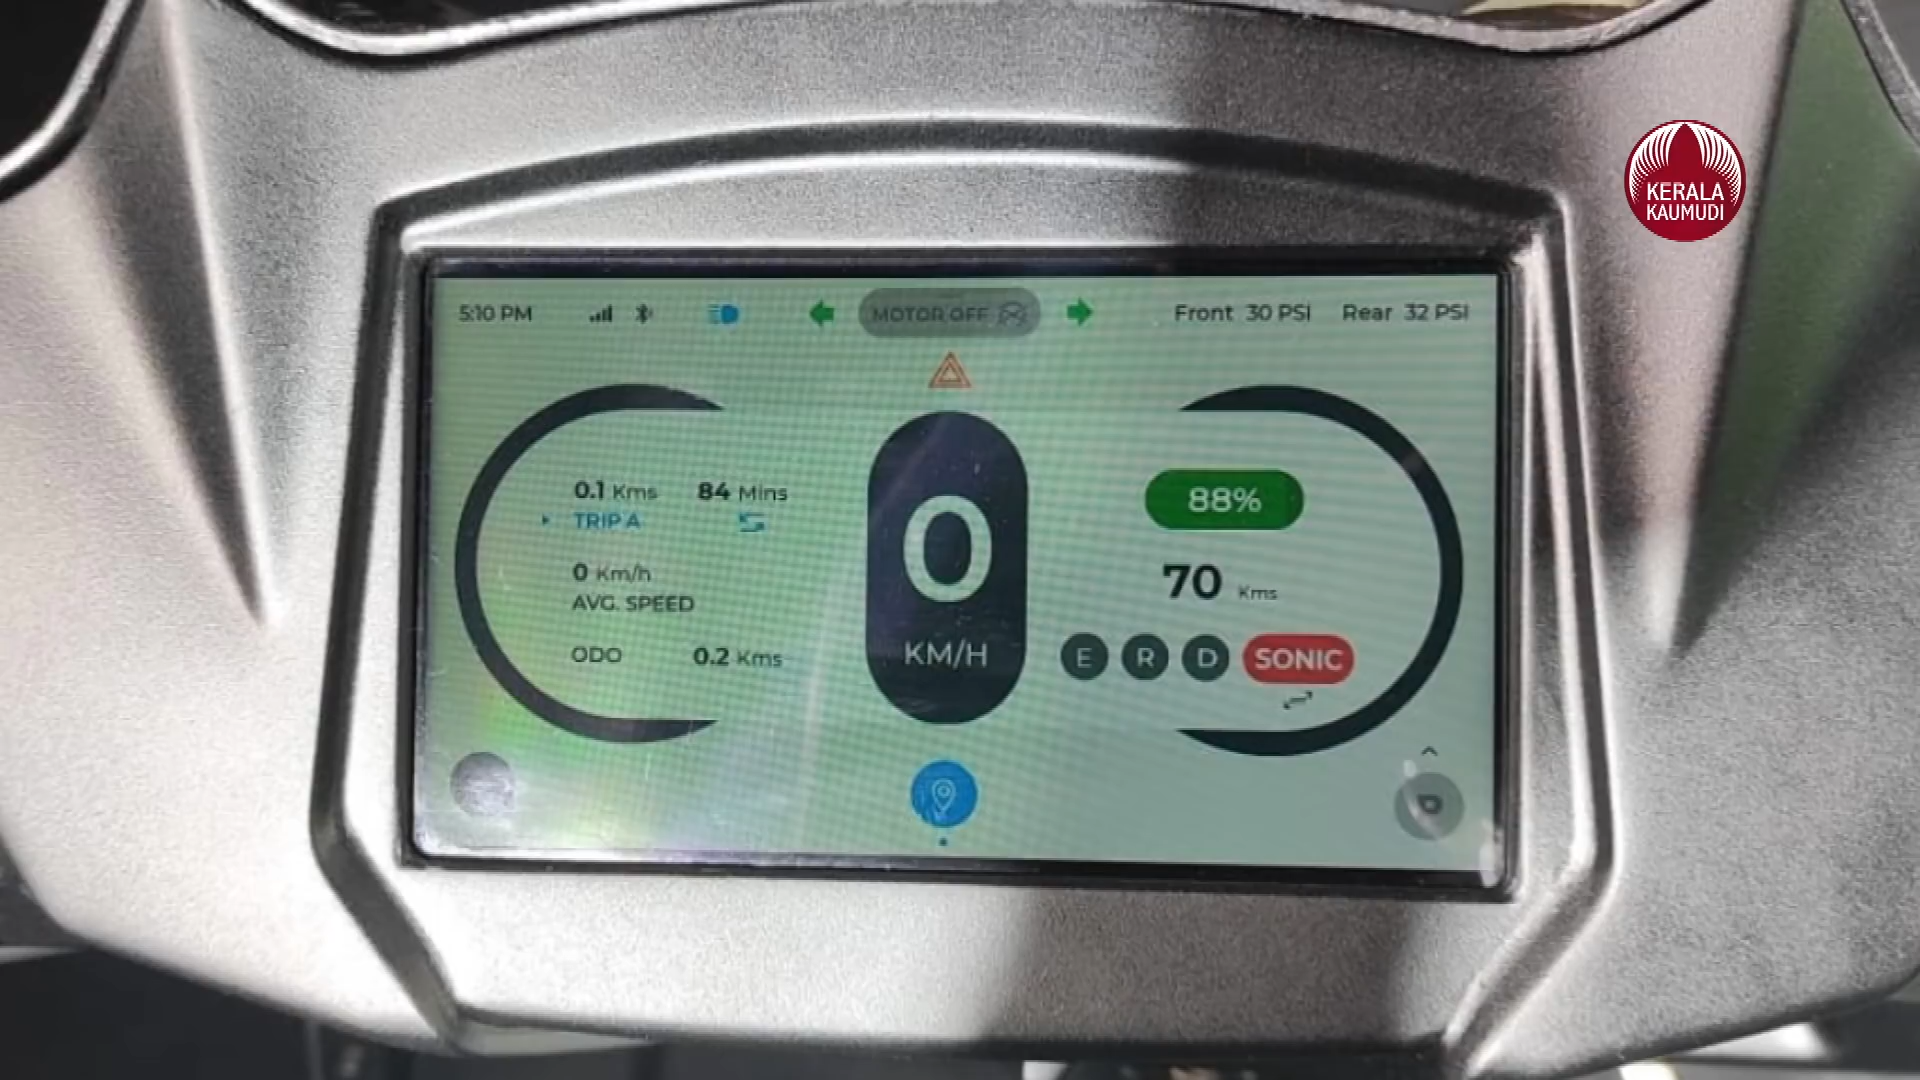 5:10 PM
MOTOR OFF
Front 30 PSI Rear 32 PSI
KERALA
KAUMUDI
0.1 Kms 84 Mins
TRIP A
0 Km/h
AVG. SPEED
ODO 0.2 Kms
0
KM/H
88%
70 Kms
E R D SONIC